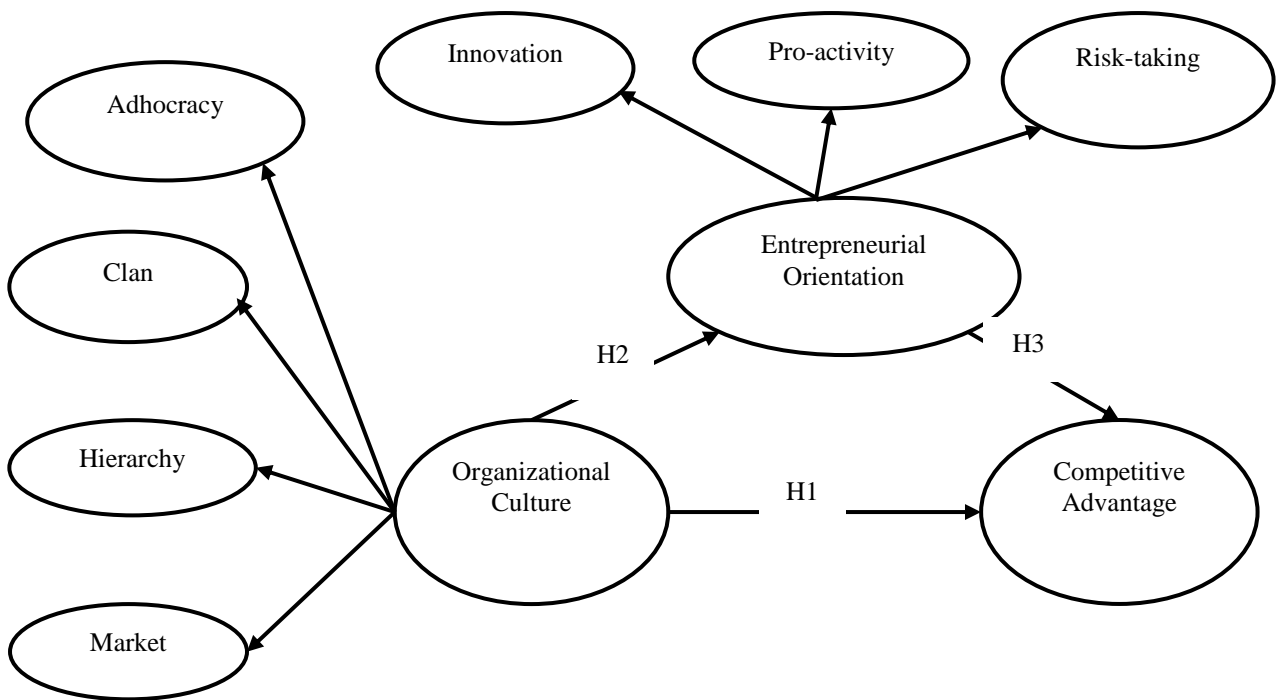 Innovation
Pro-activity
Risk-taking
Adhocracy
Clan
Entrepreneurial
Orientation
H2
H3
Hierarchy
Organizational
Culture
H1
Competitive
Advantage
Market